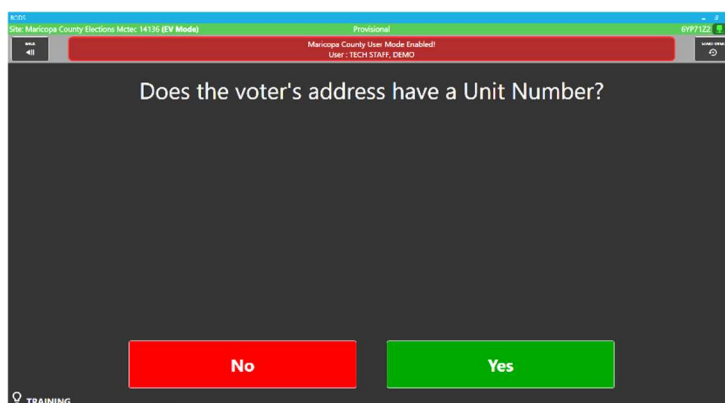 Site: Maricopa County Elections Mctec 14136 (EV Mode)
Provisional
6YP71Z2
Maricopa County User Mode Enabled!
User : TECH STAFF, DEMO
Does the voter's address have a Unit Number?
No
Yes
TRAINING